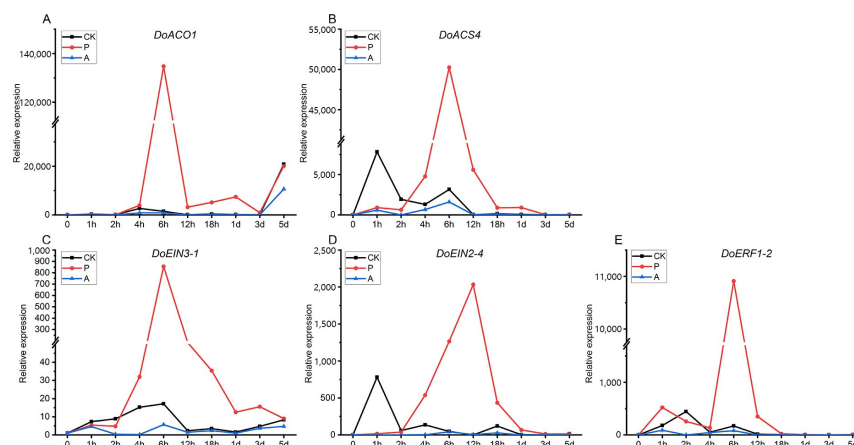 A
DoACO1
CK
P
A
Relative expression
140,000
120,000
20,000
0
0 1h 2h 4h 6h 12h 18h 1d 3d 5d
B
DoACS4
CK
P
A
Relative expression
50,000
45,000
5,000
0
0 1h 2h 4h 6h 12h 18h 1d 3d 5d
C
DoEIN3-1
CK
P
A
Relative expression
1,000
900
800
700
600
500
400
300
40
30
20
10
0
0 1h 2h 4h 6h 12h 18h 1d 3d 5d
D
DoEIN2-4
CK
P
A
Relative expression
2,500
2,000
1,500
1,000
500
0
0 1h 2h 4h 6h 12h 18h 1d 3d 5d
E
DoERF1-2
CK
P
A
Relative expression
11,000
10,000
1,000
0
0 1h 2h 4h 6h 12h 18h 1d 3d 5d